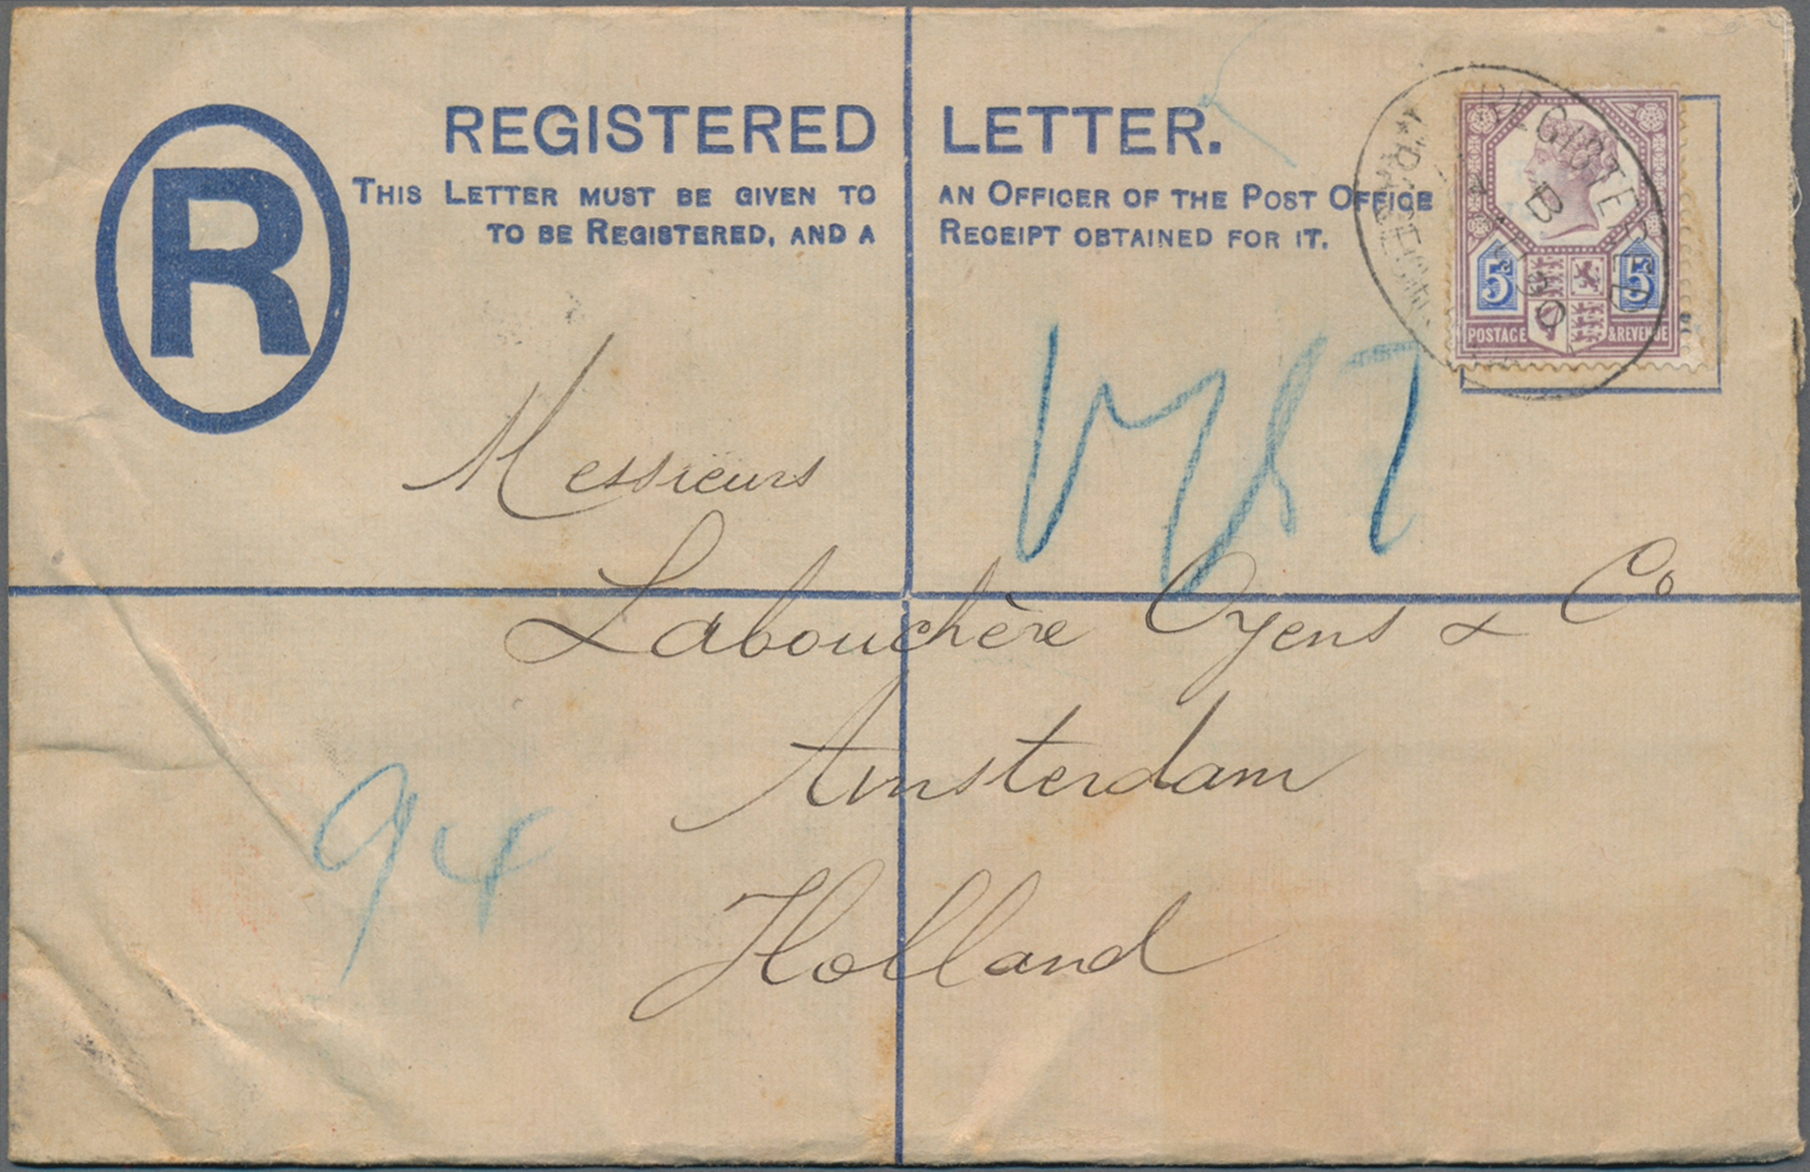 REGISTERED LETTER.
THIS LETTER MUST BE GIVEN TO AN OFFICER OF THE POST OFFICE
TO BE REGISTERED, AND A RECEIPT OBTAINED FOR IT.
R
REGISTERED
B
5d 5d
POSTAGE & REVENUE
Messieurs
Labouchère Oyens & Co
Amsterdam
Holland
94